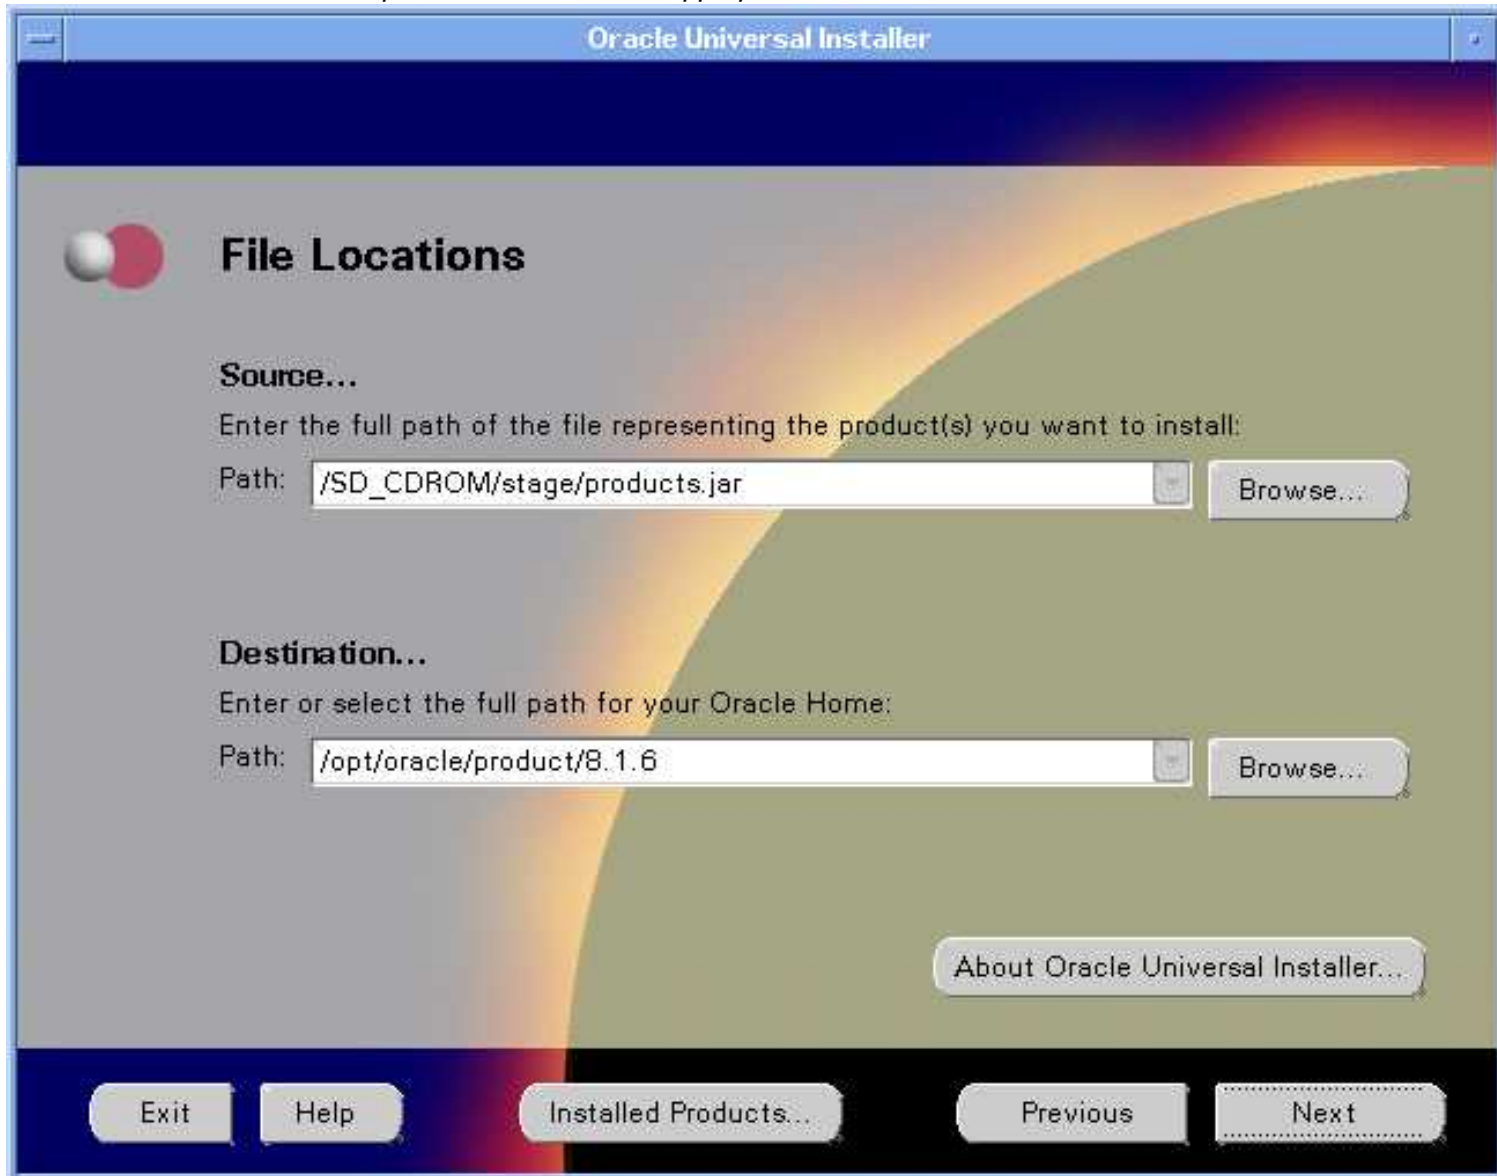 Oracle Universal Installer
File Locations
Source...
Enter the full path of the file representing the product(s) you want to install:
Path: /SD_CDROM/stage/products.jar Browse...
Destination...
Enter or select the full path for your Oracle Home:
Path: /opt/oracle/product/8.1.6 Browse...
About Oracle Universal Installer...
Exit Help Installed Products... Previous Next